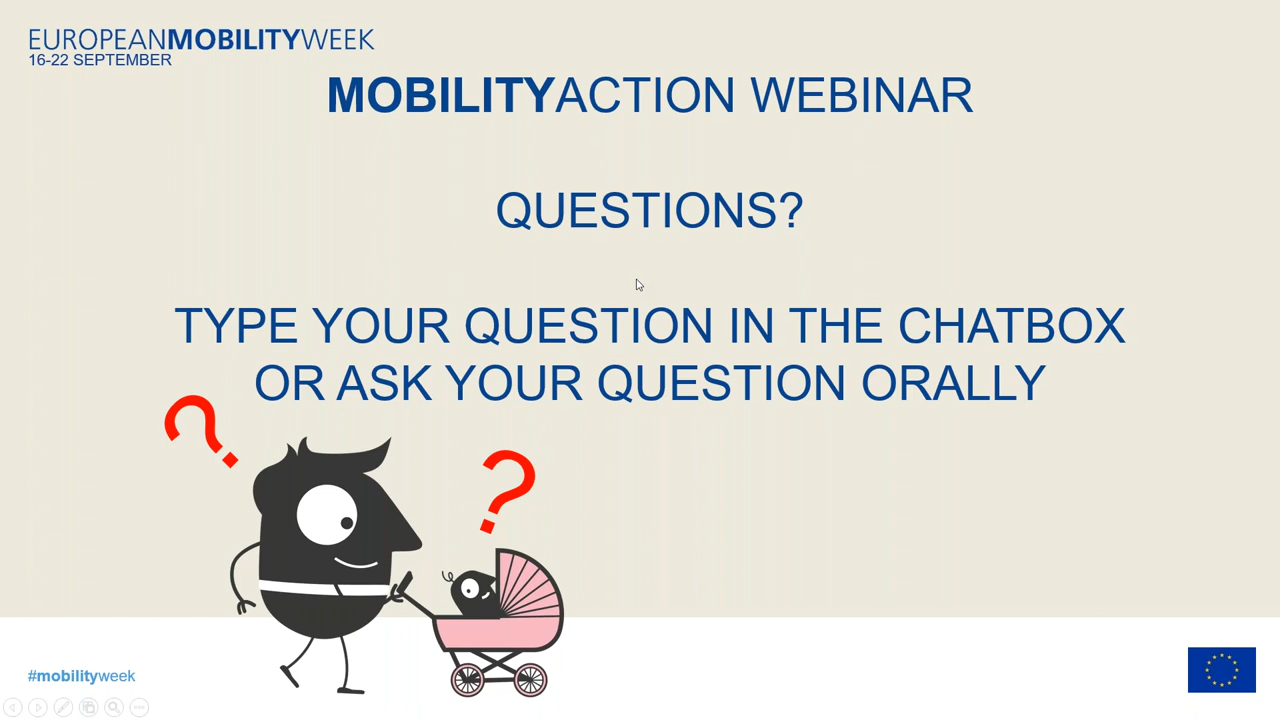 EUROPEANMOBILITYWEEK
16-22 SEPTEMBER
MOBILITYACTION WEBINAR
QUESTIONS?
TYPE YOUR QUESTION IN THE CHATBOX
OR ASK YOUR QUESTION ORALLY
?
?
#mobilityweek